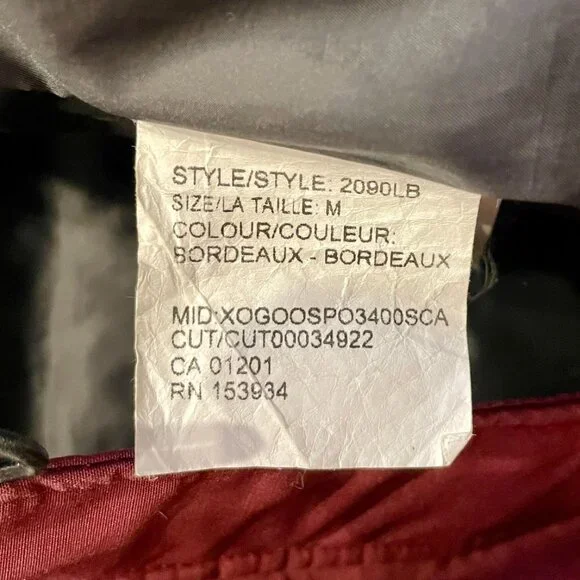 STYLE/STYLE: 2090LB
SIZE/LA TAILLE: M
COLOUR/COULEUR:
BORDEAUX - BORDEAUX
MID:XOGOOSPO3400SCA
CUT/CUT00034922
CA 01201
RN 153934